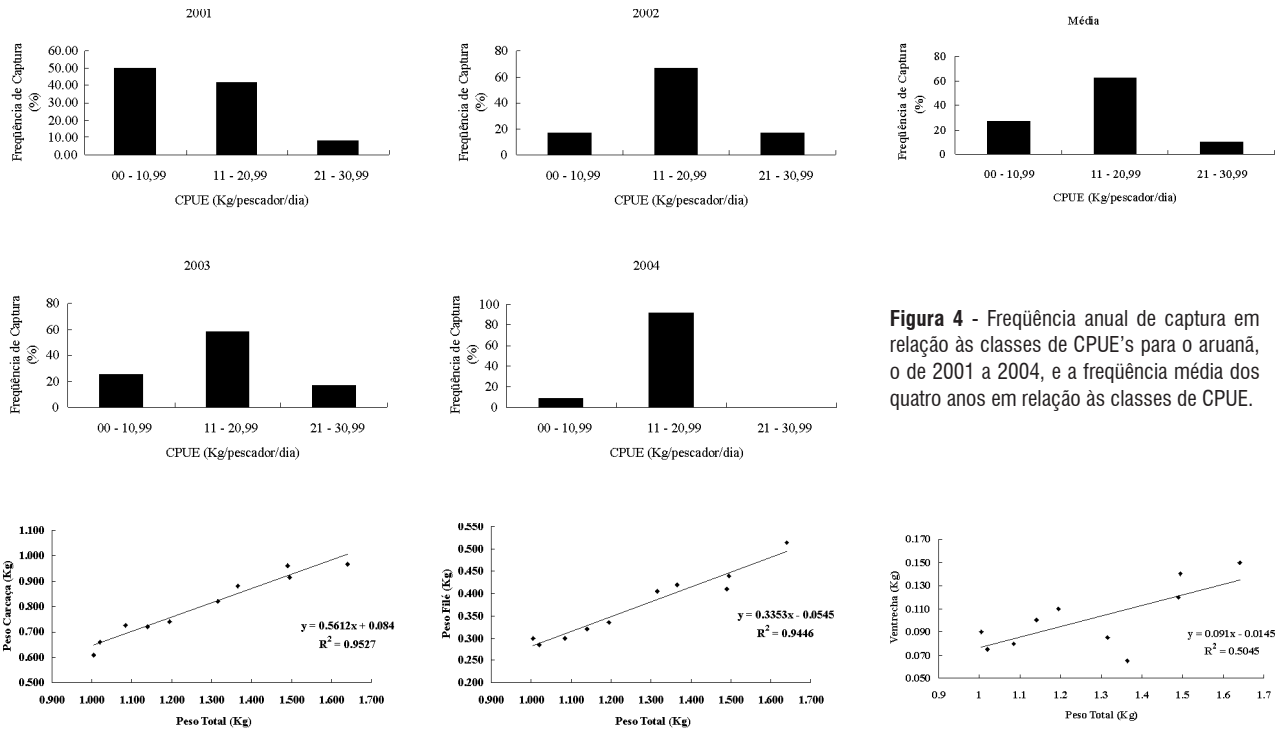 2001
Freqüência de Captura
(%)
60.00
50.00
40.00
30.00
20.00
10.00
0.00
00 - 10,99
11 - 20,99
21 - 30,99
CPUE (Kg/pescador/dia)
2002
Freqüência de Captura
(%)
80
60
40
20
0
00 - 10,99
11 - 20,99
21 - 30,99
CPUE (Kg/pescador/dia)
Média
Freqüência de Captura
(%)
80
60
40
20
0
00 - 10,99
11 - 20,99
21 - 30,99
CPUE (Kg/pescador/dia)
2003
Freqüência de Captura
(%)
80
60
40
20
0
00 - 10,99
11 - 20,99
21 - 30,99
CPUE (Kg/pescador/dia)
2004
Freqüência de Captura
(%)
100
80
60
40
20
0
00 - 10,99
11 - 20,99
21 - 30,99
CPUE (Kg/pescador/dia)
Figura 4 - Freqüência anual de captura em
relação às classes de CPUE's para o aruanã,
o de 2001 a 2004, e a freqüência média dos
quatro anos em relação às classes de CPUE.
Peso Carcaça (Kg)
1.100
1.000
0.900
0.800
0.700
0.600
0.500
y = 0.5612x + 0.084
R² = 0.9527
0.900 1.000 1.100 1.200 1.300 1.400 1.500 1.600 1.700
Peso Total (Kg)
Peso Filé (Kg)
0.550
0.500
0.450
0.400
0.350
0.300
0.250
0.200
y = 0.3353x - 0.0545
R² = 0.9446
0.900 1.000 1.100 1.200 1.300 1.400 1.500 1.600 1.700
Peso Total (Kg)
Ventrecha (Kg)
0.170
0.150
0.130
0.110
0.090
0.070
0.050
y = 0.091x - 0.0145
R² = 0.5045
0.9 1 1.1 1.2 1.3 1.4 1.5 1.6 1.7
Peso Total (Kg)